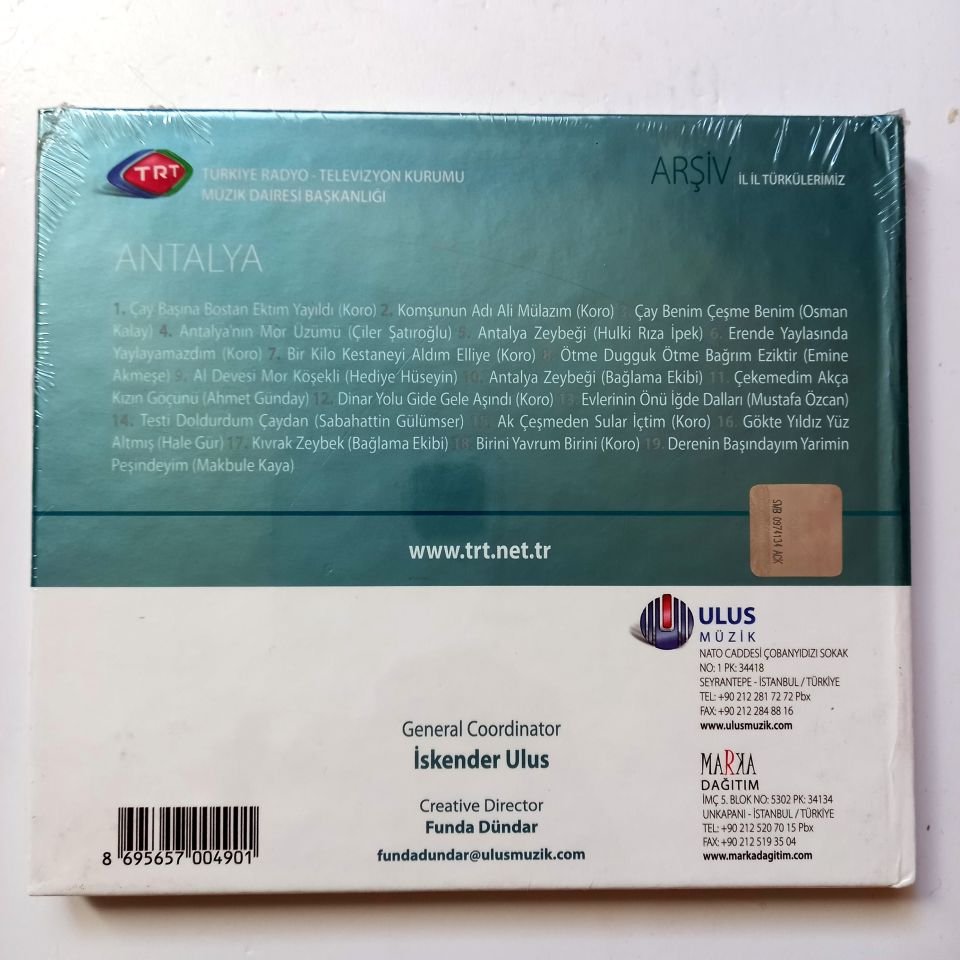 TRT
TÜRKİYE RADYO - TELEVİZYON KURUMU
MÜZİK DAİRESİ BAŞKANLIĞI
ARŞİV İL İL TÜRKÜLERİMİZ
ANTALYA
1. Çay Başına Bostan Ektim Yayıldı (Koro) 2. Komşunun Adı Ali Mülazım (Koro) 3. Çay Benim Çeşme Benim (Osman
Kalay) 4. Antalya'nın Mor Üzümü (Çiler Şatıroğlu) 5. Antalya Zeybeği (Hulki Rıza İpek) 6. Erende Yaylasında
Yaylayamazdım (Koro) 7. Bir Kilo Kestaneyi Aldım Elliye (Koro) 8. Ötme Dugguk Ötme Bağrım Eziktir (Emine
Akmeşe) 9. Al Devesi Mor Köşekli (Hediye Hüseyin) 10. Antalya Zeybeği (Bağlama Ekibi) 11. Çekemedim Akça
Kızın Göçünü (Ahmet Günday) 12. Dinar Yolu Gide Gele Aşındı (Koro) 13. Evlerinin Önü İğde Dalları (Mustafa Özcan)
14. Testi Doldurdum Çaydan (Sabahattin Gülümser) 15. Ak Çeşmeden Sular İçtim (Koro) 16. Gökte Yıldız Yüz
Altmış (Hale Gür) 17. Kıvrak Zeybek (Bağlama Ekibi) 18. Birini Yavrum Birini (Koro) 19. Derenin Başındayım Yarimin
Peşindeyim (Makbule Kaya)
SMB 0974134 AOX
www.trt.net.tr
ULUS
MÜZİK
NATO CADDESİ ÇOBANYIDIZI SOKAK
NO: 1 PK: 34418
SEYRANTEPE - İSTANBUL / TÜRKİYE
TEL: +90 212 281 72 72 Pbx
FAX: +90 212 284 88 16
www.ulusmuzik.com
General Coordinator
İskender Ulus
Creative Director
Funda Dündar
fundadundar@ulusmuzik.com
MARKA
DAĞITIM
İMÇ 5. BLOK NO: 5302 PK: 34134
UNKAPANI - İSTANBUL / TÜRKİYE
TEL: +90 212 520 70 15 Pbx
FAX: +90 212 519 35 04
www.markadagitim.com
8 695657 004901